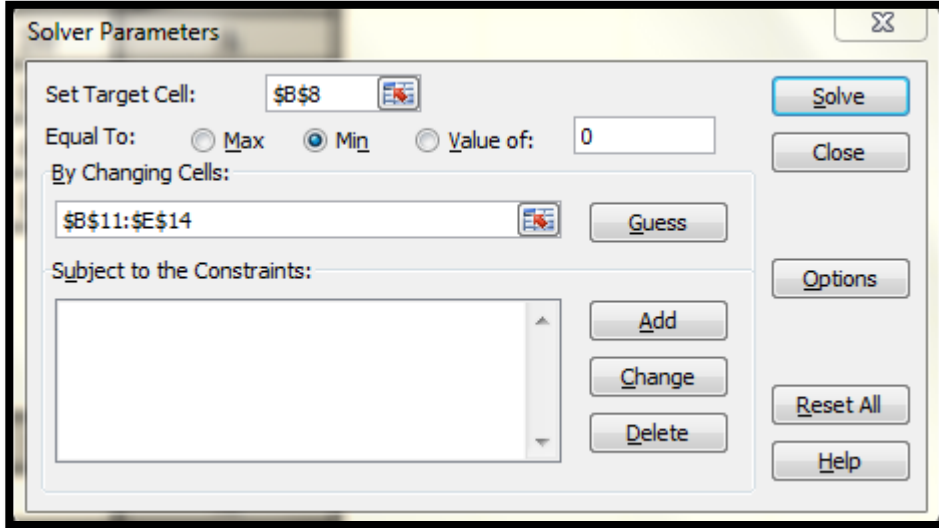 Solver Parameters
Set Target Cell: $B$8
Solve
Equal To: Max Min Value of: 0
Close
By Changing Cells:
$B$11:$E$14
Guess
Subject to the Constraints:
Options
Add
Change
Reset All
Delete
Help